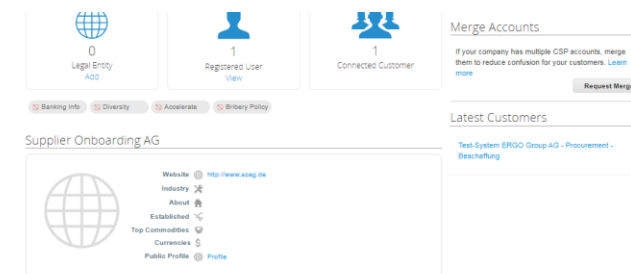 0
Legal Entity
Add
1
Registered User
View
1
Connected Customer
Banking Info
Diversity
Accelerate
Bribery Policy
Supplier Onboarding AG
Website http://www.soag.de
Industry
About
Established
Top Commodities
Currencies
Public Profile Profile
Merge Accounts
If your company has multiple CSP accounts, merge
them to reduce confusion for your customers. Learn
more
Request Merge
Latest Customers
Test-System ERGO Group AG - Procurement -
Beschaffung